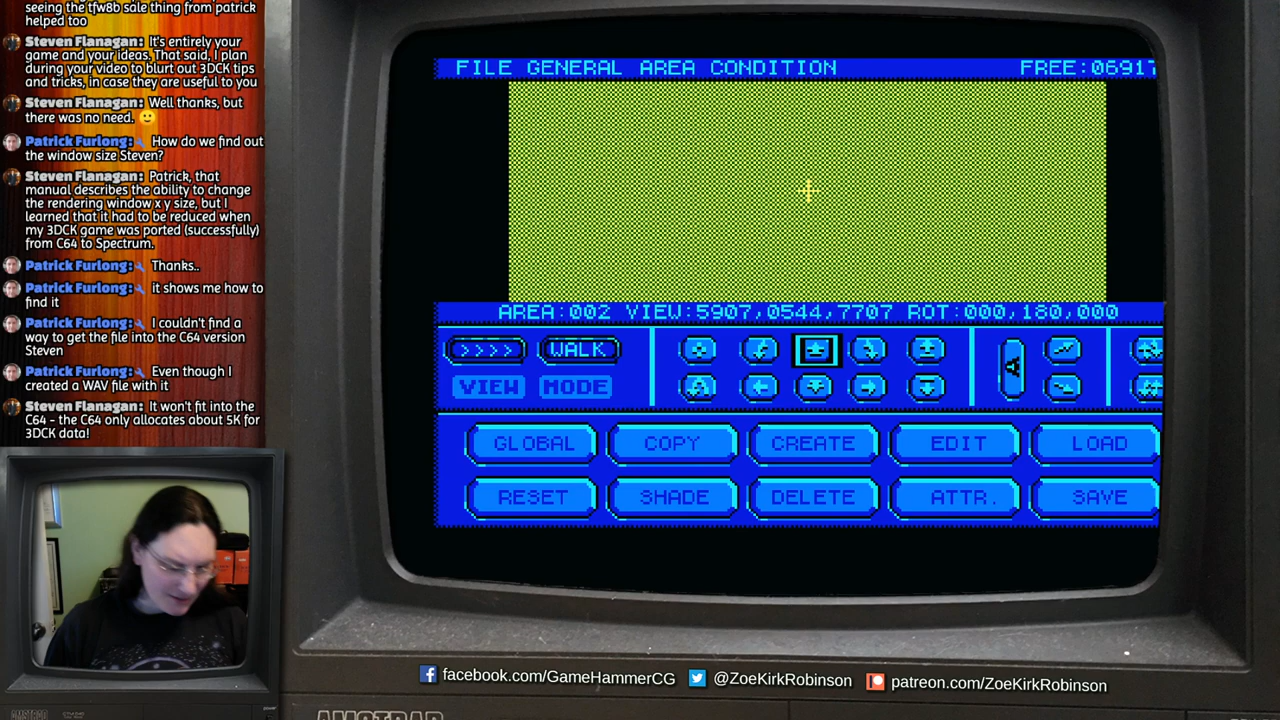 seeing the tfw8b sale thing from patrick
helped too
Steven Flanagan: It's entirely your
game and your ideas. That said, I plan
during your video to blurt out 3DCK tips
and tricks, in case they are useful to you
Steven Flanagan: Well thanks, but
there was no need. 🙂
Patrick Furlong: How do we find out
the window size Steven?
Steven Flanagan: Patrick, that
manual describes the ability to change
the rendering window x y size, but I
learned that it had to be reduced when
my 3DCK game was ported (successfully)
from C64 to Spectrum.
Patrick Furlong: Thanks..
Patrick Furlong: it shows me how to
find it
Patrick Furlong: I couldn't find a
way to get the file into the C64 version
Steven
Patrick Furlong: Even though I
created a WAV file with it
Steven Flanagan: It won't fit into the
C64 - the C64 only allocates about 5K for
3DCK data!
FILE GENERAL AREA CONDITION FREE:06917
AREA:002 VIEW:5907,0544,7707 ROT:000,180,000
>>>> WALK
VIEW MODE
A
GLOBAL COPY CREATE EDIT LOAD
RESET SHADE DELETE ATTR. SAVE
facebook.com/GameHammerCG @ZoeKirkRobinson patreon.com/ZoeKirkRobinson
AMSTRAD